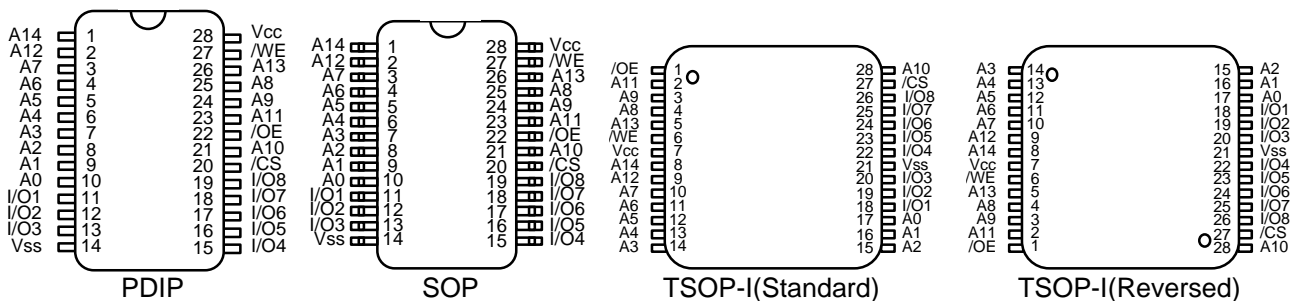 A14 1 28 Vcc
A12 2 27 /WE
A7 3 26 A13
A6 4 25 A8
A5 5 24 A9
A4 6 23 A11
A3 7 22 /OE
A2 8 21 A10
A1 9 20 /CS
A0 10 19 I/O8
I/O1 11 18 I/O7
I/O2 12 17 I/O6
I/O3 13 16 I/O5
Vss 14 15 I/O4
PDIP
A14 1 28 Vcc
A12 2 27 /WE
A7 3 26 A13
A6 4 25 A8
A5 5 24 A9
A4 6 23 A11
A3 7 22 /OE
A2 8 21 A10
A1 9 20 /CS
A0 10 19 I/O8
I/O1 11 18 I/O7
I/O2 12 17 I/O6
I/O3 13 16 I/O5
Vss 14 15 I/O4
SOP
/OE 1 28 A10
A11 2 27 /CS
A9 3 26 I/O8
A8 4 25 I/O7
A13 5 24 I/O6
/WE 6 23 I/O5
Vcc 7 22 I/O4
A14 8 21 Vss
A12 9 20 I/O3
A7 10 19 I/O2
A6 11 18 I/O1
A5 12 17 A0
A4 13 16 A1
A3 14 15 A2
TSOP-I(Standard)
A3 14 15 A2
A4 13 16 A1
A5 12 17 A0
A6 11 18 I/O1
A7 10 19 I/O2
A12 9 20 I/O3
A14 8 21 Vss
Vcc 7 22 I/O4
/WE 6 23 I/O5
A13 5 24 I/O6
A8 4 25 I/O7
A9 3 26 I/O8
A11 2 27 /CS
/OE 1 28 A10
TSOP-I(Reversed)